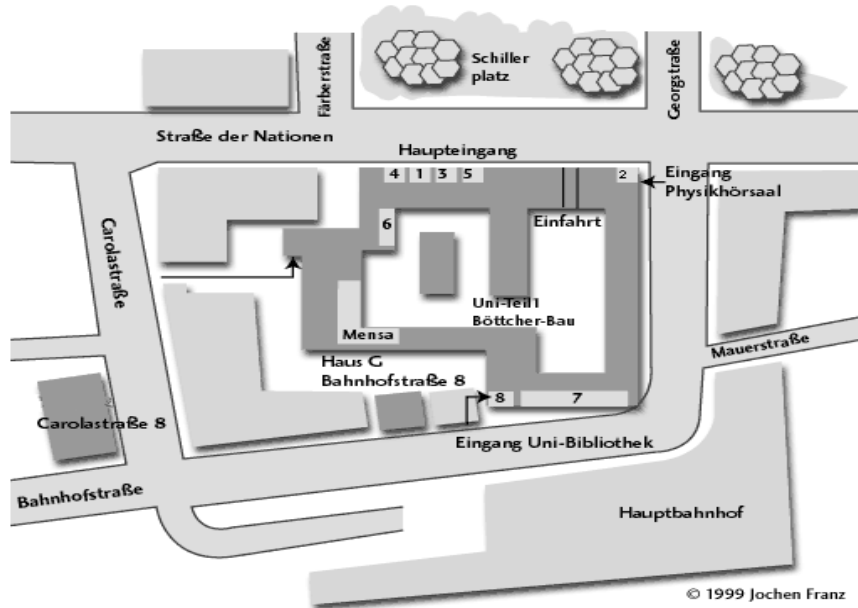 Schiller
platz
Färberstraße
Georgstraße
Straße der Nationen
Haupteingang
4 1 3 5
2
Eingang
Physikhörsaal
6
Einfahrt
Carolastraße
Uni-Teil1
Böttcher-Bau
Mensa
Mauerstraße
Haus G
Bahnhofstraße 8
8
7
Carolastraße 8
Eingang Uni-Bibliothek
Bahnhofstraße
Hauptbahnhof
© 1999 Jochen Franz